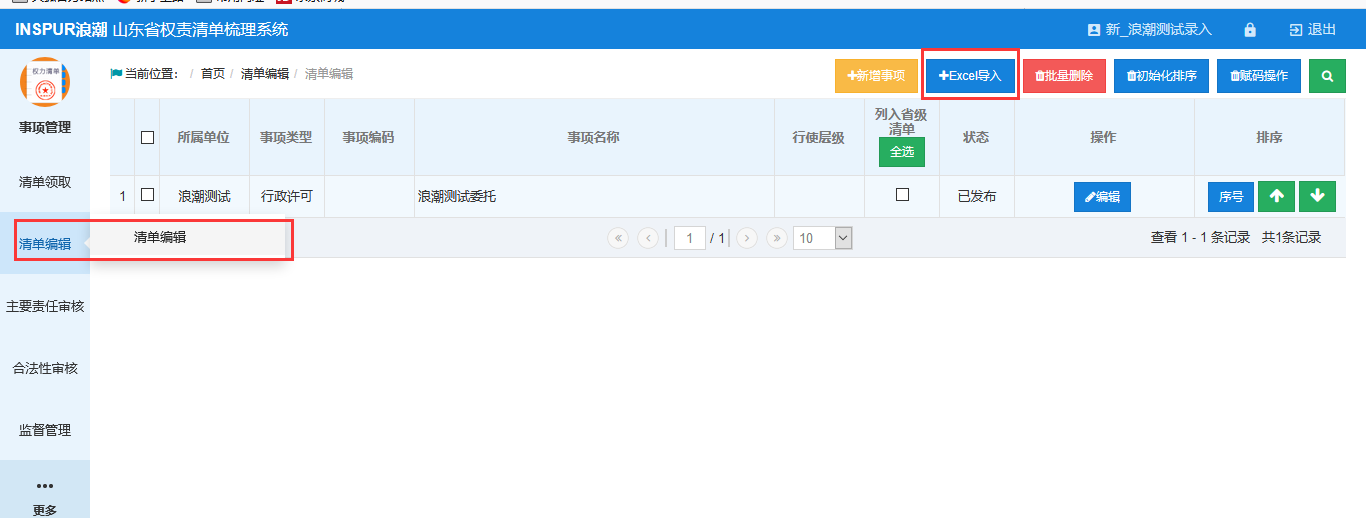 INSPUR浪潮 山东省权责清单梳理系统
新_浪潮测试录入
退出
权力清单
事项管理
清单领取
清单编辑
清单编辑
主要责任审核
合法性审核
监督管理
更多
当前位置： / 首页 / 清单编辑 / 清单编辑
新增事项
Excel导入
批量删除
初始化排序
赋码操作
所属单位
事项类型
事项编码
事项名称
行使层级
列入省级
清单
全选
状态
操作
排序
1
浪潮测试
行政许可
浪潮测试委托
已发布
编辑
序号
1 / 1
10
查看 1 - 1 条记录 共1条记录